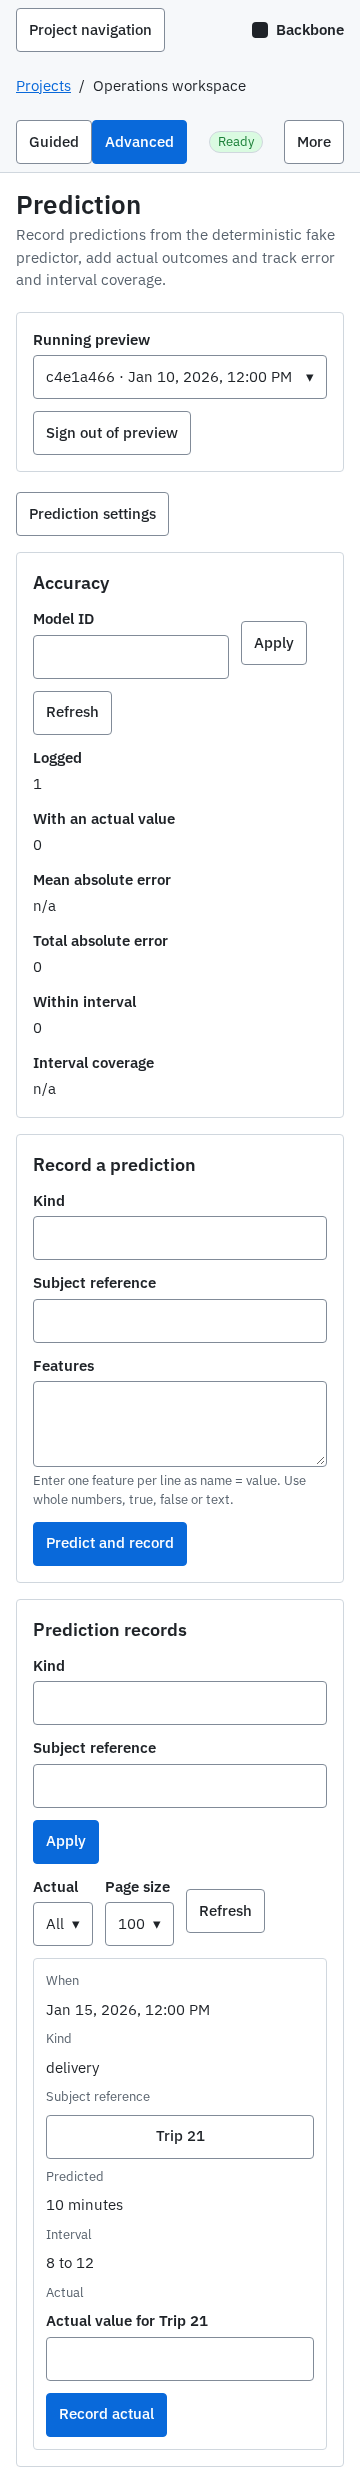 Project navigation
Backbone
Projects / Operations workspace
Guided
Advanced
Ready
More
Prediction
Record predictions from the deterministic fake
predictor, add actual outcomes and track error
and interval coverage.
Running preview
c4e1a466 · Jan 10, 2026, 12:00 PM ▾
Sign out of preview
Prediction settings
Accuracy
Model ID
Apply
Refresh
Logged
1
With an actual value
0
Mean absolute error
n/a
Total absolute error
0
Within interval
0
Interval coverage
n/a
Record a prediction
Kind
Subject reference
Features
Enter one feature per line as name = value. Use
whole numbers, true, false or text.
Predict and record
Prediction records
Kind
Subject reference
Apply
Actual
Page size
All ▾
100 ▾
Refresh
When
Jan 15, 2026, 12:00 PM
Kind
delivery
Subject reference
Trip 21
Predicted
10 minutes
Interval
8 to 12
Actual
Actual value for Trip 21
Record actual